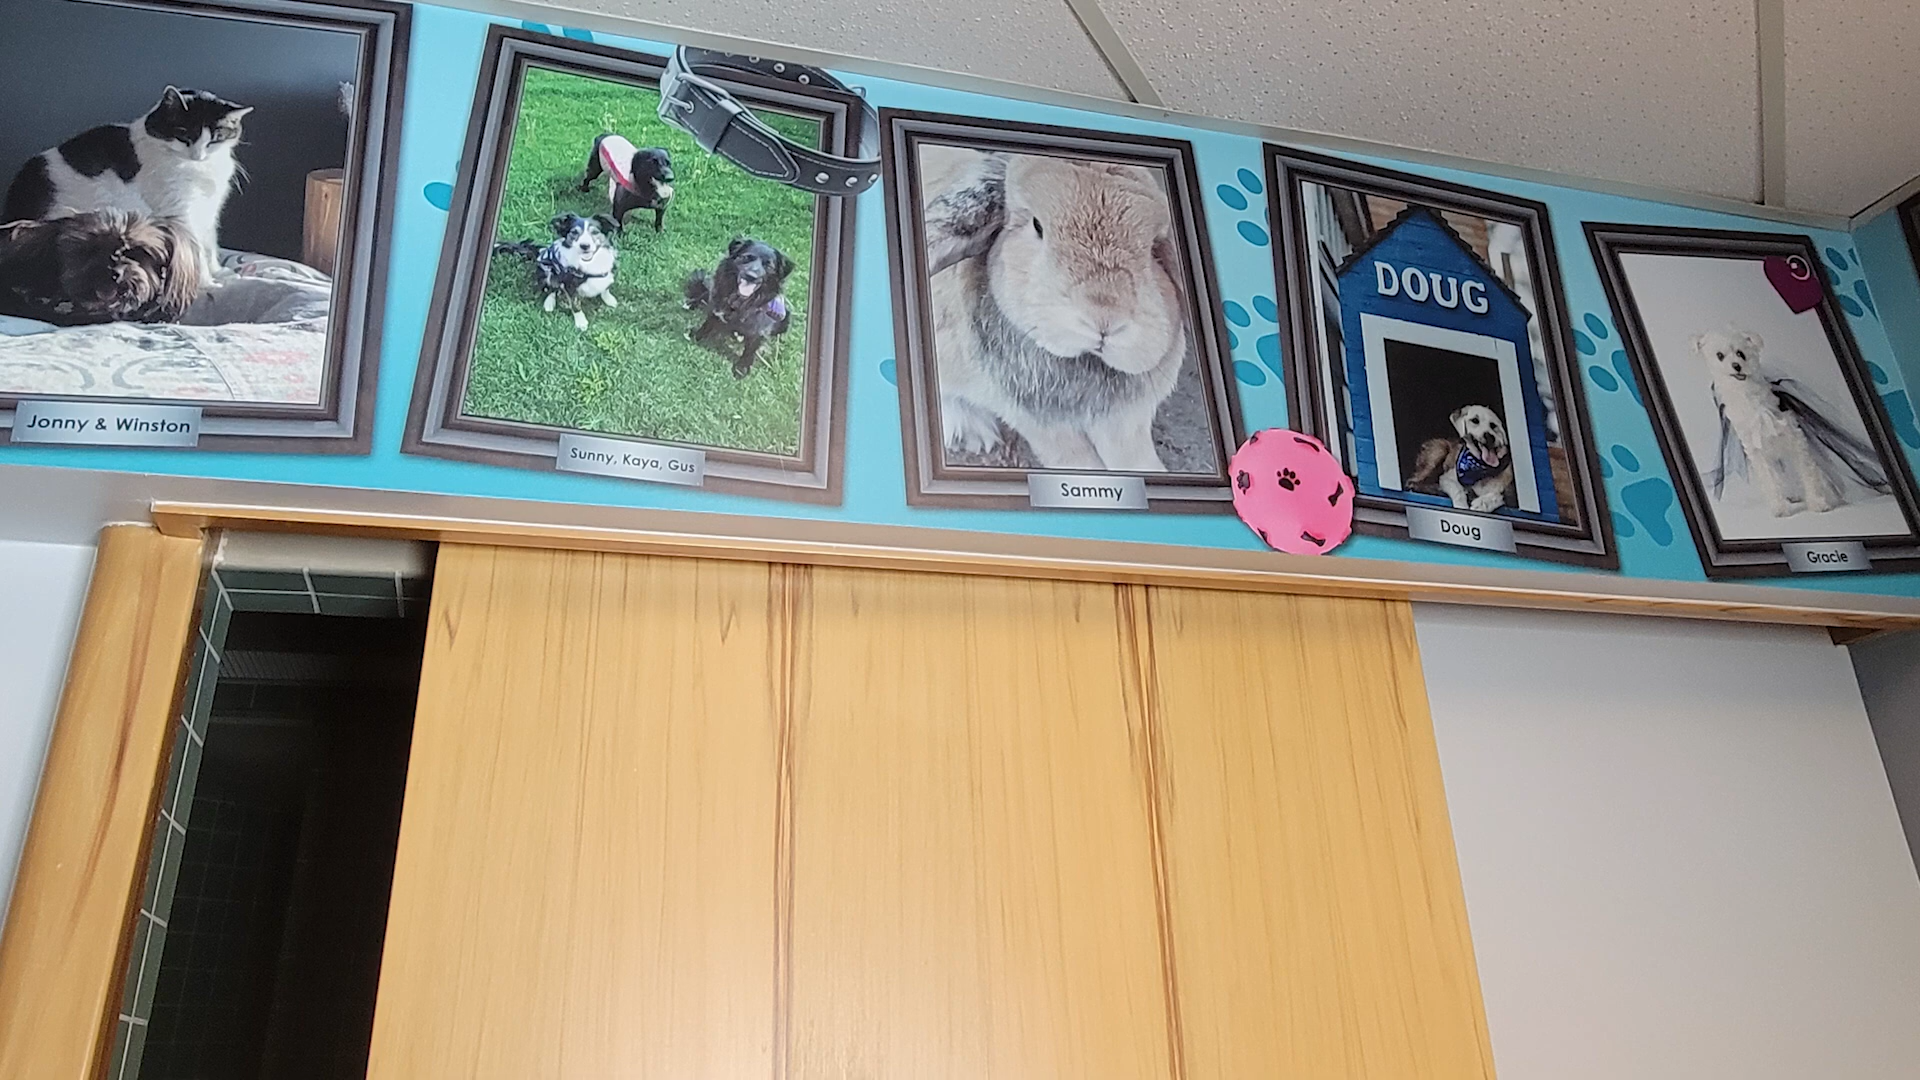 Jonny & Winston
Sunny, Kaya, Gus
Sammy
DOUG
Doug
Gracie